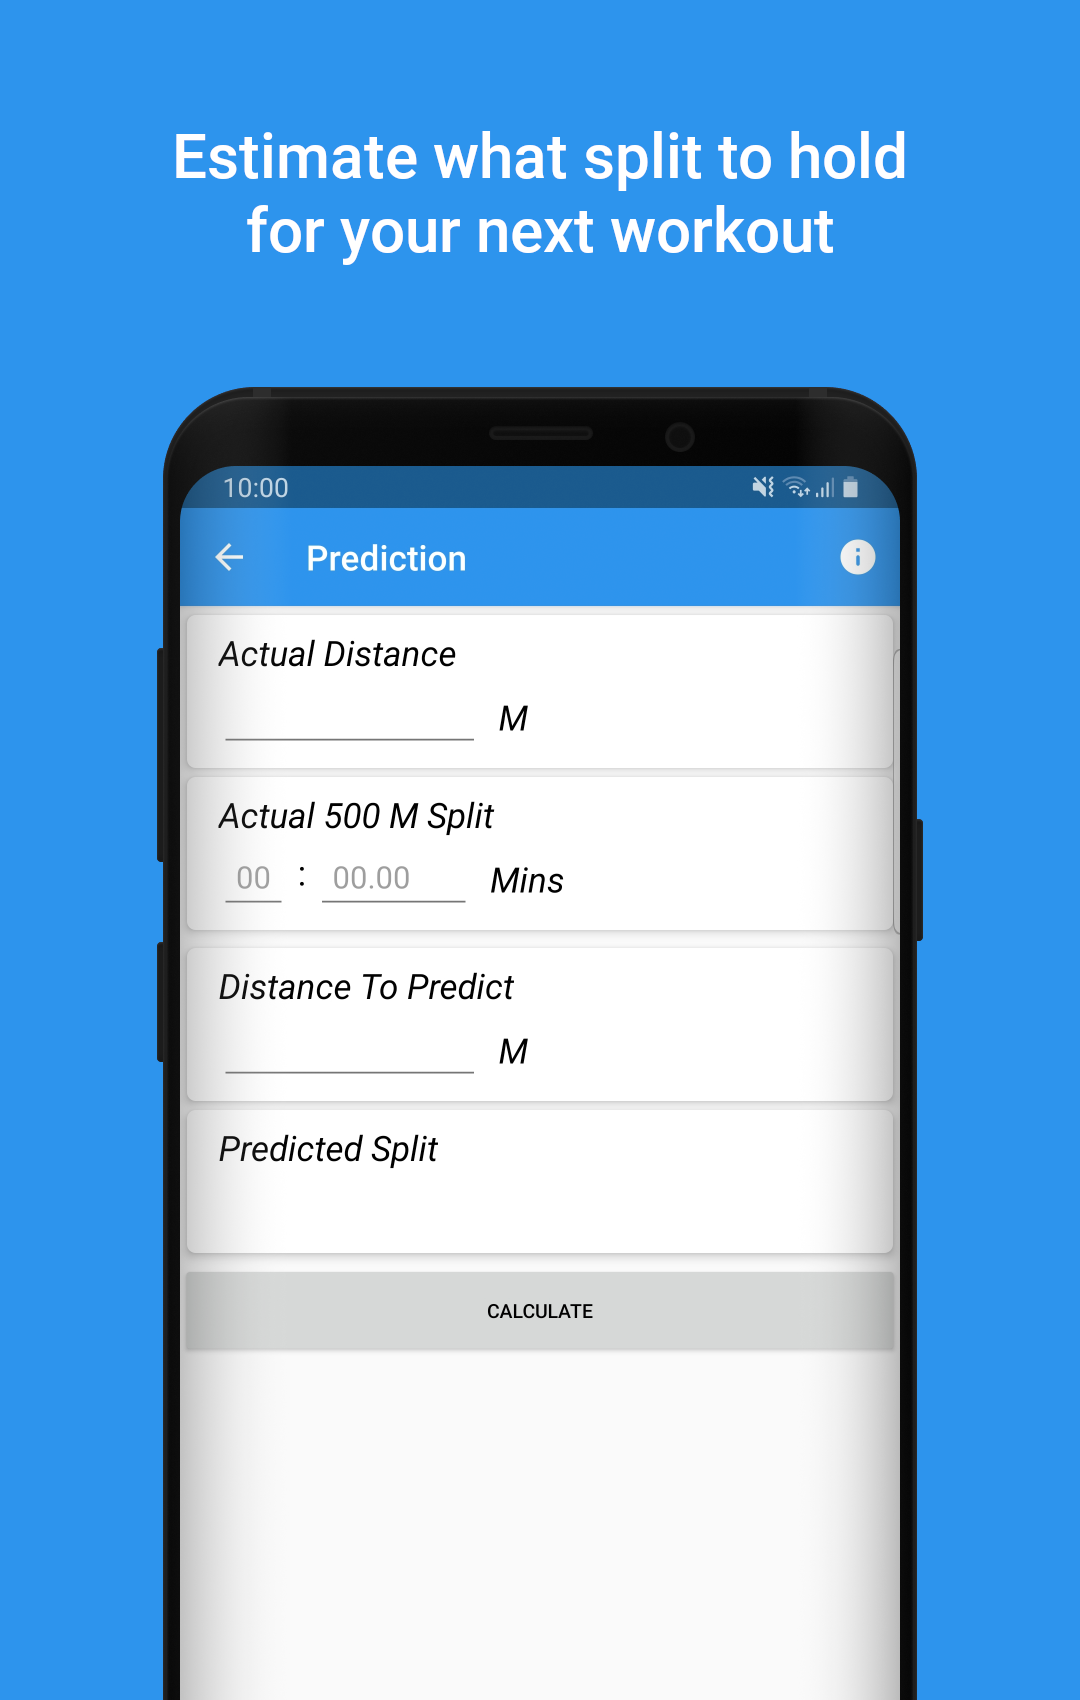 Estimate what split to hold
for your next workout
10:00
Prediction
Actual Distance
M
Actual 500 M Split
00 : 00.00 Mins
Distance To Predict
M
Predicted Split
CALCULATE